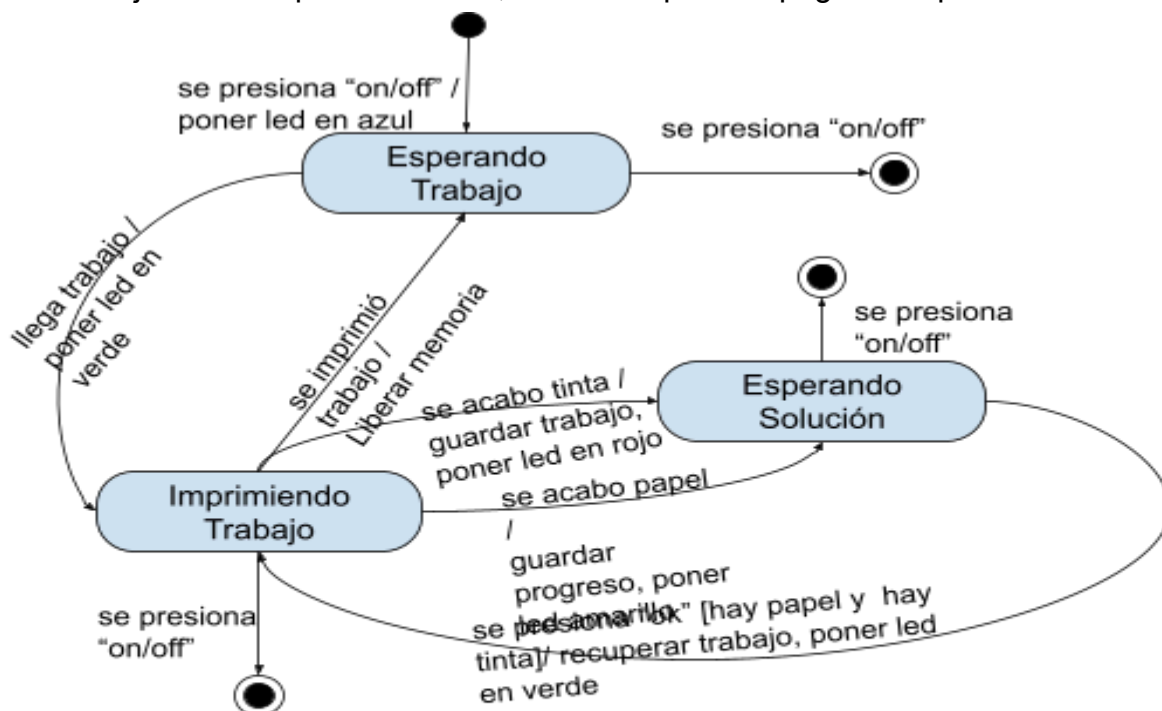 se presiona “on/off” /
poner led en azul
Esperando
Trabajo
se presiona “on/off”
llega trabajo /
poner led en
verde
se imprimió
trabajo /
Liberar memoria
se presiona
“on/off”
Esperando
Solución
se acabo tinta /
guardar trabajo,
poner led en rojo
se acabo papel
/
guardar
progreso, poner
led amarillo
Imprimiendo
Trabajo
se presiona
“on/off”
se presiona “ok” [hay papel y hay
tinta]/ recuperar trabajo, poner led
en verde